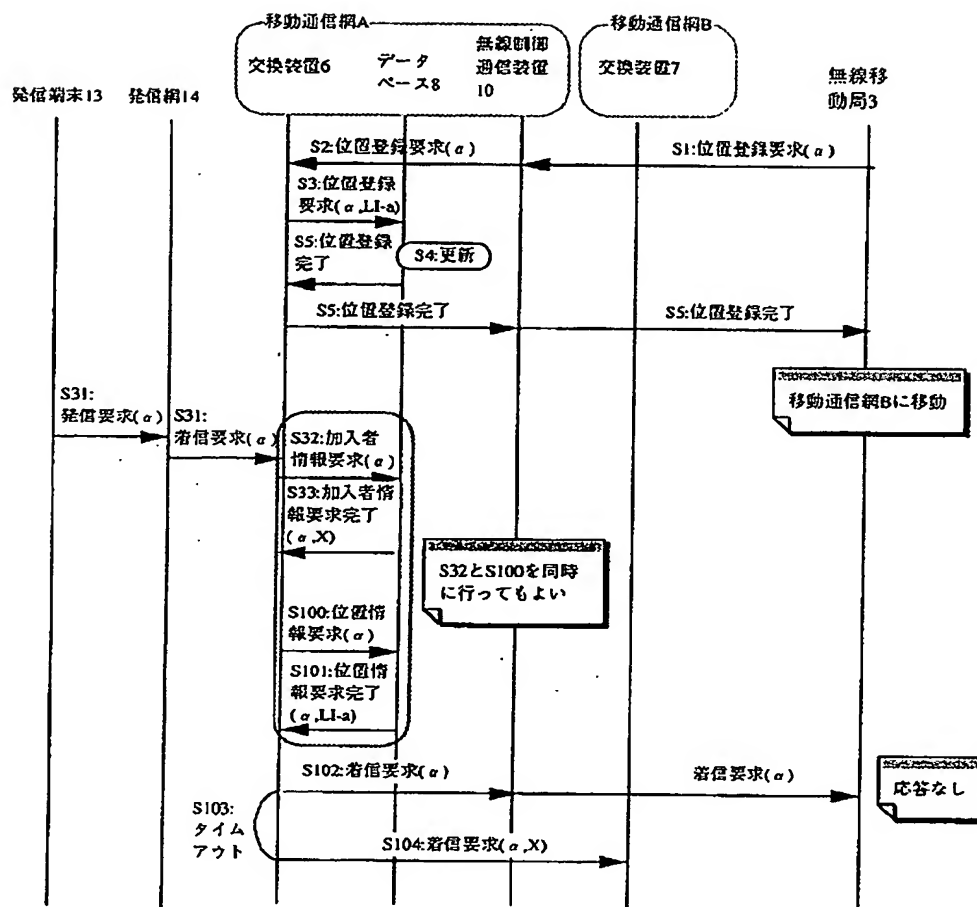 移動通信網A
移動通信網B
交換装置6
データ
ベース8
無線制御
通信装置
10
交換装置7
無線移
動局3
発信端末13
発信網14
S2:位置登録要求(α)
S1:位置登録要求(α)
S3:位置登録
要求(α,LI-a)
S5:位置登録
完了
S4:更新
S5:位置登録完了
S5:位置登録完了
移動通信網Bに移動
S31:
発信要求(α)
S31:
着信要求(α)
S32:加入者
情報要求(α)
S33:加入者情
報要求完了
(α,X)
S32とS100を同時
に行ってもよい
S100:位置情
報要求(α)
S101:位置情
報要求完了
(α,LI-a)
S102:着信要求(α)
着信要求(α)
応答なし
S103:
タイム
アウト
S104:着信要求(α,X)